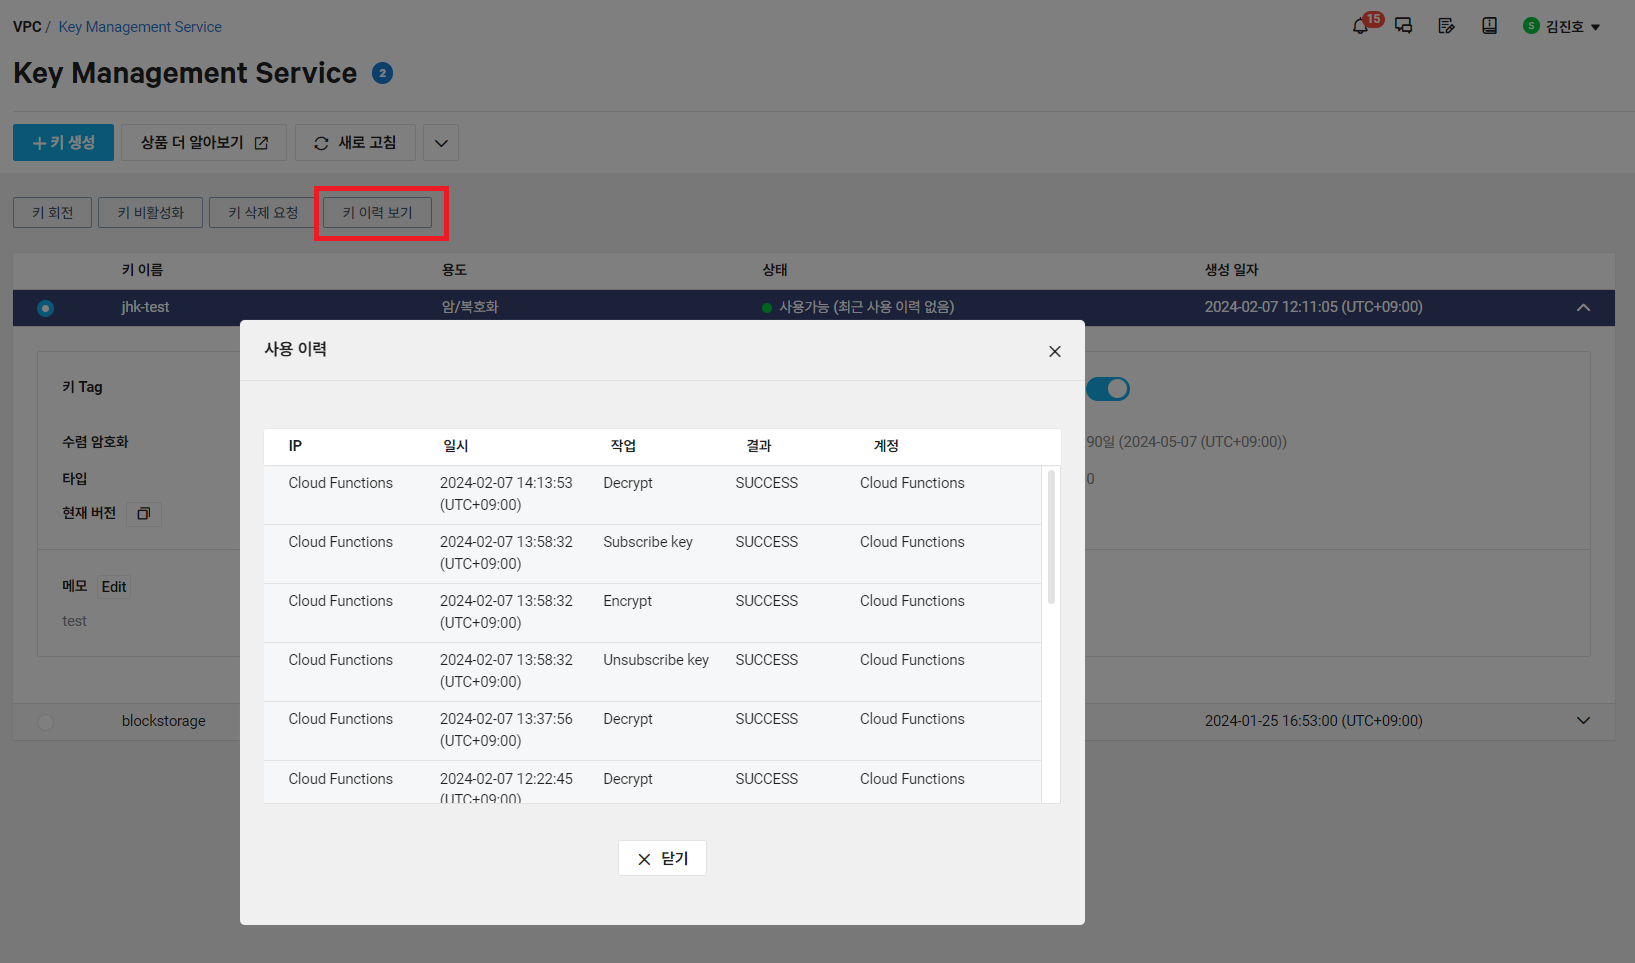 VPC / Key Management Service
15
S 김진호
Key Management Service 2
키 생성
상품 더 알아보기
새로 고침
키 회전
키 비활성화
키 삭제 요청
키 이력 보기
키 이름 용도 상태 생성 일자
jhk-test 암/복호화 사용가능 (최근 사용 이력 없음) 2024-02-07 12:11:05 (UTC+09:00)
키 Tag
수렴 암호화
90일 (2024-05-07 (UTC+09:00))
타입
0
현재 버전
메모 Edit
test
blockstorage 2024-01-25 16:53:00 (UTC+09:00)
사용 이력
IP 일시 작업 결과 계정
Cloud Functions 2024-02-07 14:13:53 Decrypt SUCCESS Cloud Functions
(UTC+09:00)
Cloud Functions 2024-02-07 13:58:32 Subscribe key SUCCESS Cloud Functions
(UTC+09:00)
Cloud Functions 2024-02-07 13:58:32 Encrypt SUCCESS Cloud Functions
(UTC+09:00)
Cloud Functions 2024-02-07 13:58:32 Unsubscribe key SUCCESS Cloud Functions
(UTC+09:00)
Cloud Functions 2024-02-07 13:37:56 Decrypt SUCCESS Cloud Functions
(UTC+09:00)
Cloud Functions 2024-02-07 12:22:45 Decrypt SUCCESS Cloud Functions
(UTC+09:00)
닫기